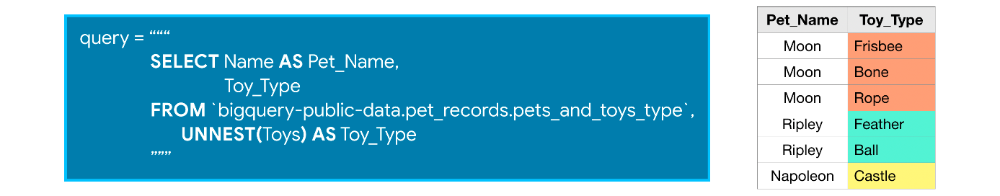 query = “““
SELECT Name AS Pet_Name,
Toy_Type
FROM `bigquery-public-data.pet_records.pets_and_toys_type`,
UNNEST(Toys) AS Toy_Type
”””
Pet_Name Toy_Type
Moon Frisbee
Moon Bone
Moon Rope
Ripley Feather
Ripley Ball
Napoleon Castle